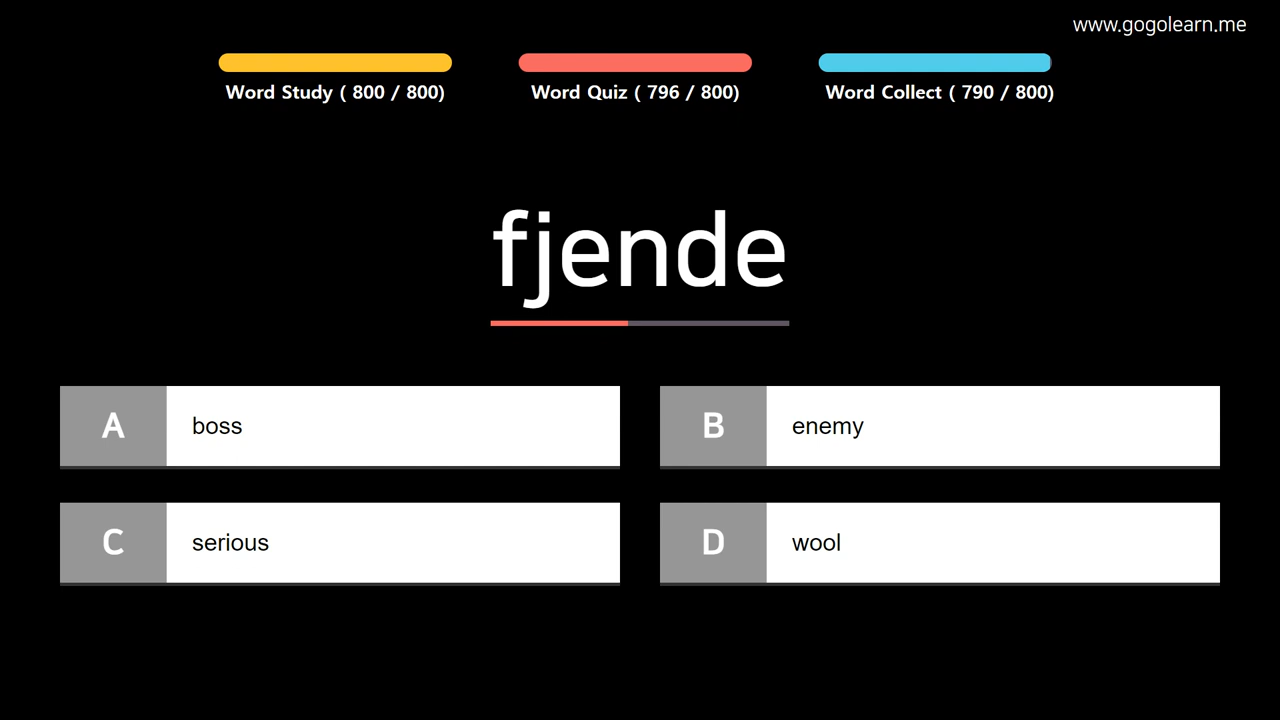 www.gogolearn.me
Word Study ( 800 / 800)
Word Quiz ( 796 / 800)
Word Collect ( 790 / 800)
fjende
A boss
B enemy
C serious
D wool